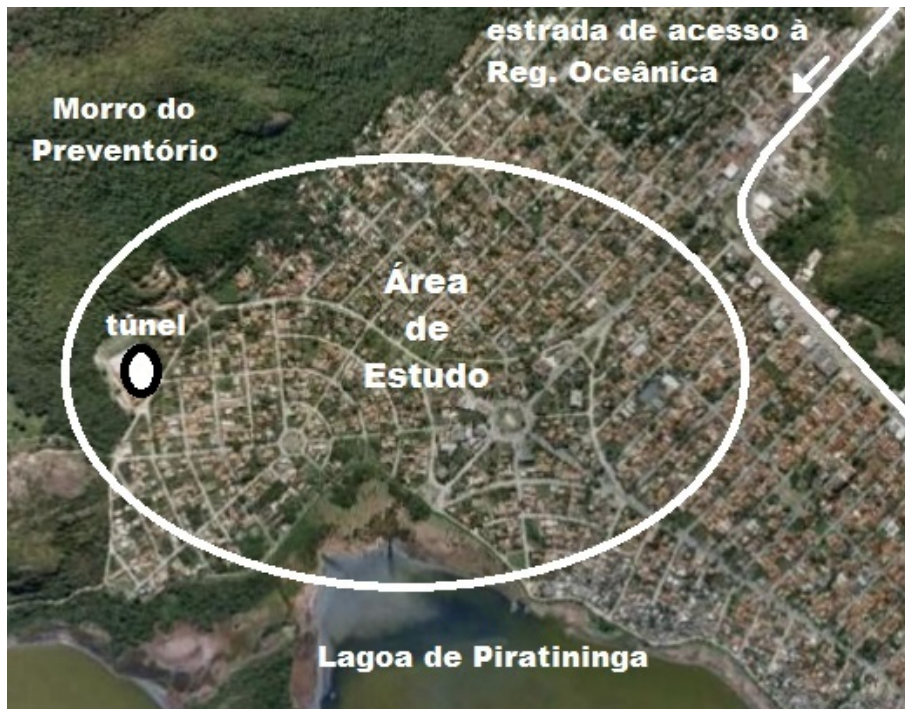 estrada de acesso à
Reg. Oceânica
Morro do
Preventório
Área
de
Estudo
túnel
Lagoa de Piratininga